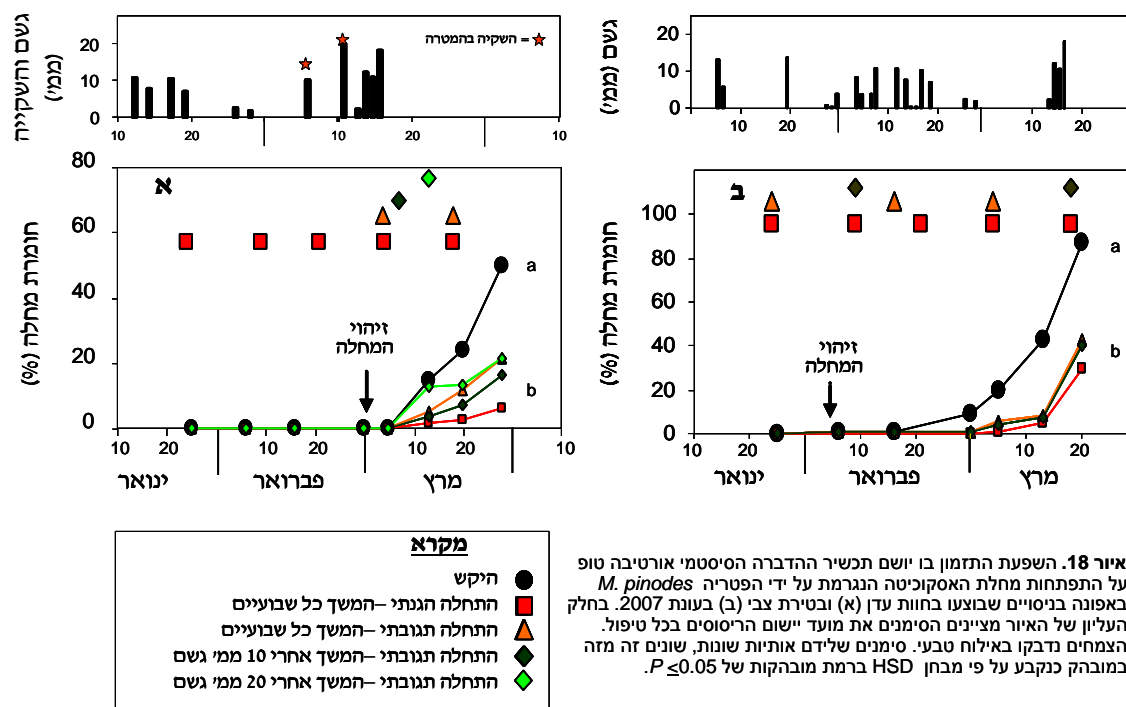 גשם והשקייה
(ממ')
20
10
0
★ = השקיה בהמטרה
10 20 10 20 10
גשם (ממ')
20
10
0
10 20 10 20 10 20
חומרת מחלה (%)
80
60
40
20
0
א
זיהוי
המחלה
a
b
10 20 10 20 10 20 10
ינואר פברואר מרץ
חומרת מחלה (%)
100
80
60
40
20
0
ב
זיהוי
המחלה
a
b
10 20 10 20 10 20
ינואר פברואר מרץ
מקרא
היקש
התחלה הגנתי –המשך כל שבועיים
התחלה תגובתי –המשך כל שבועיים
התחלה תגובתי –המשך אחרי 10 ממ' גשם
התחלה תגובתי –המשך אחרי 20 ממ' גשם
איור 18. השפעת התזמון בו יושם תכשיר ההדברה הסיסטמי אורטיבה טופ
על התפתחות מחלת האסקוכיטה הנגרמת על ידי הפטריה M. pinodes
באפונה בניסויים שבוצעו בחוות עדן (א) ובטירת צבי (ב) בעונת 2007. בחלק
העליון של האיור מציינים הסימנים את מועד יישום הריסוסים בכל טיפול.
הצמחים נדבקו באילוח טבעי. סימנים שלידם אותיות שונות, שונים זה מזה
במובהק כנקבע על פי מבחן HSD ברמת מובהקות של P ≤0.05.